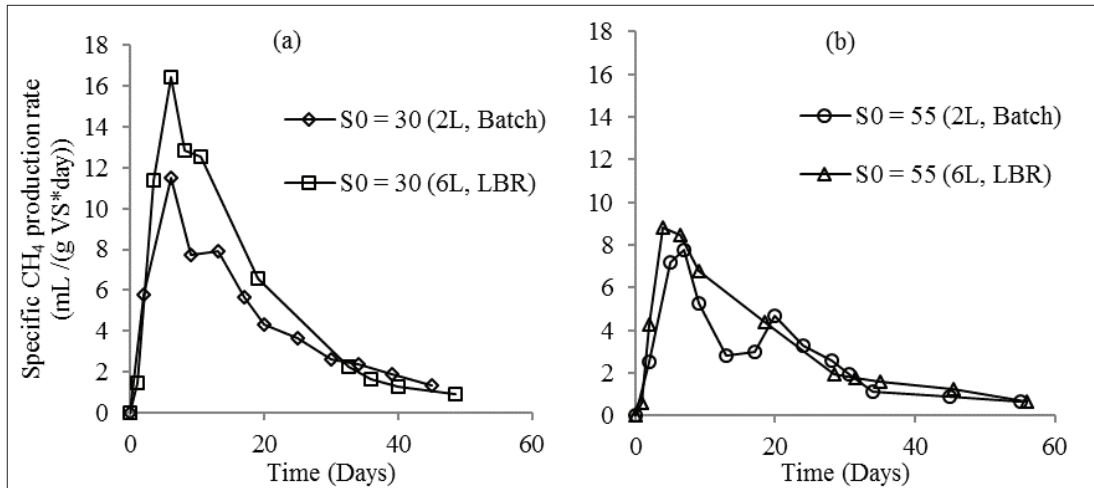 Specific CH₄ production rate
(mL /(g VS*day))
(a)
18
16
14
12
10
8
6
4
2
0
S0 = 30 (2L, Batch)
S0 = 30 (6L, LBR)
0 20 40 60
Time (Days)
(b)
18
16
14
12
10
8
6
4
2
0
S0 = 55 (2L, Batch)
S0 = 55 (6L, LBR)
0 20 40 60
Time (Days)